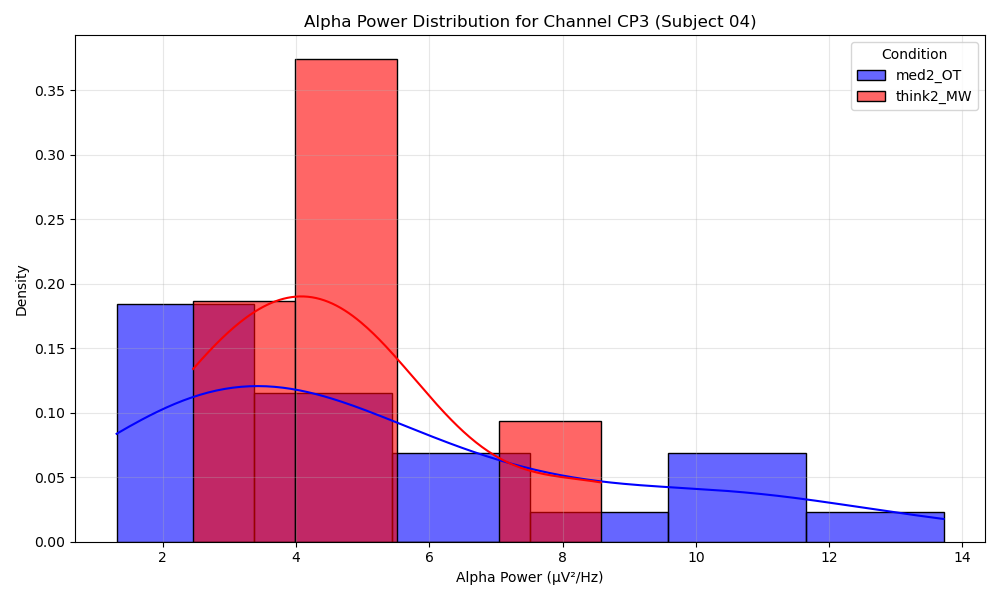 Alpha Power Distribution for Channel CP3 (Subject 04)
Condition
med2_OT
think2_MW
Density
0.35
0.30
0.25
0.20
0.15
0.10
0.05
0.00
2 4 6 8 10 12 14
Alpha Power (µV²/Hz)